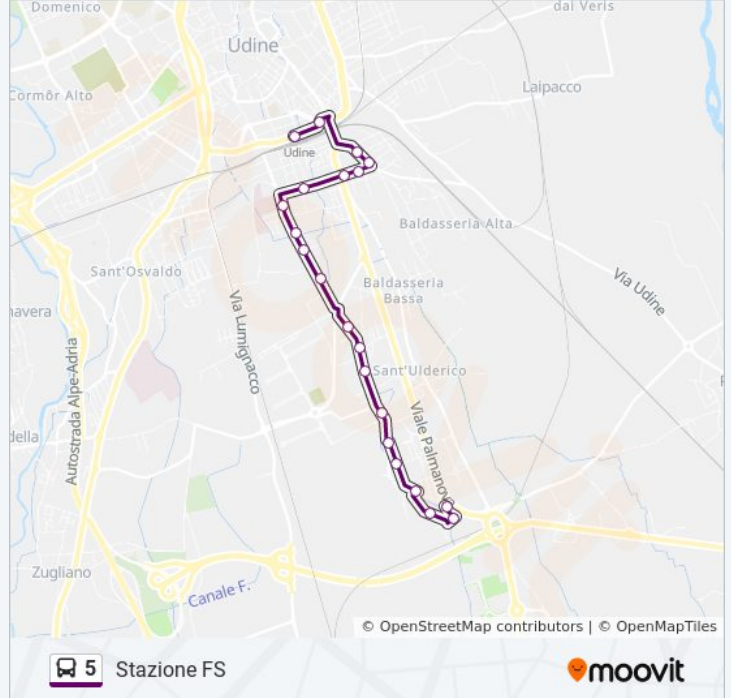 Domenico
dai Veris
Udine
Laipacco
Cormôr Alto
Udine
Baldasseria Alta
Sant'Osvaldo
Via Udine
Baldasseria
Bassa
navera
Via Lumignacco
Sant'Ulderico
Autostrada Alpe-Adria
della
Viale Palmanov
Zugliano
Canale F.
© OpenStreetMap contributors | © OpenMapTiles
5 Stazione FS
moovit